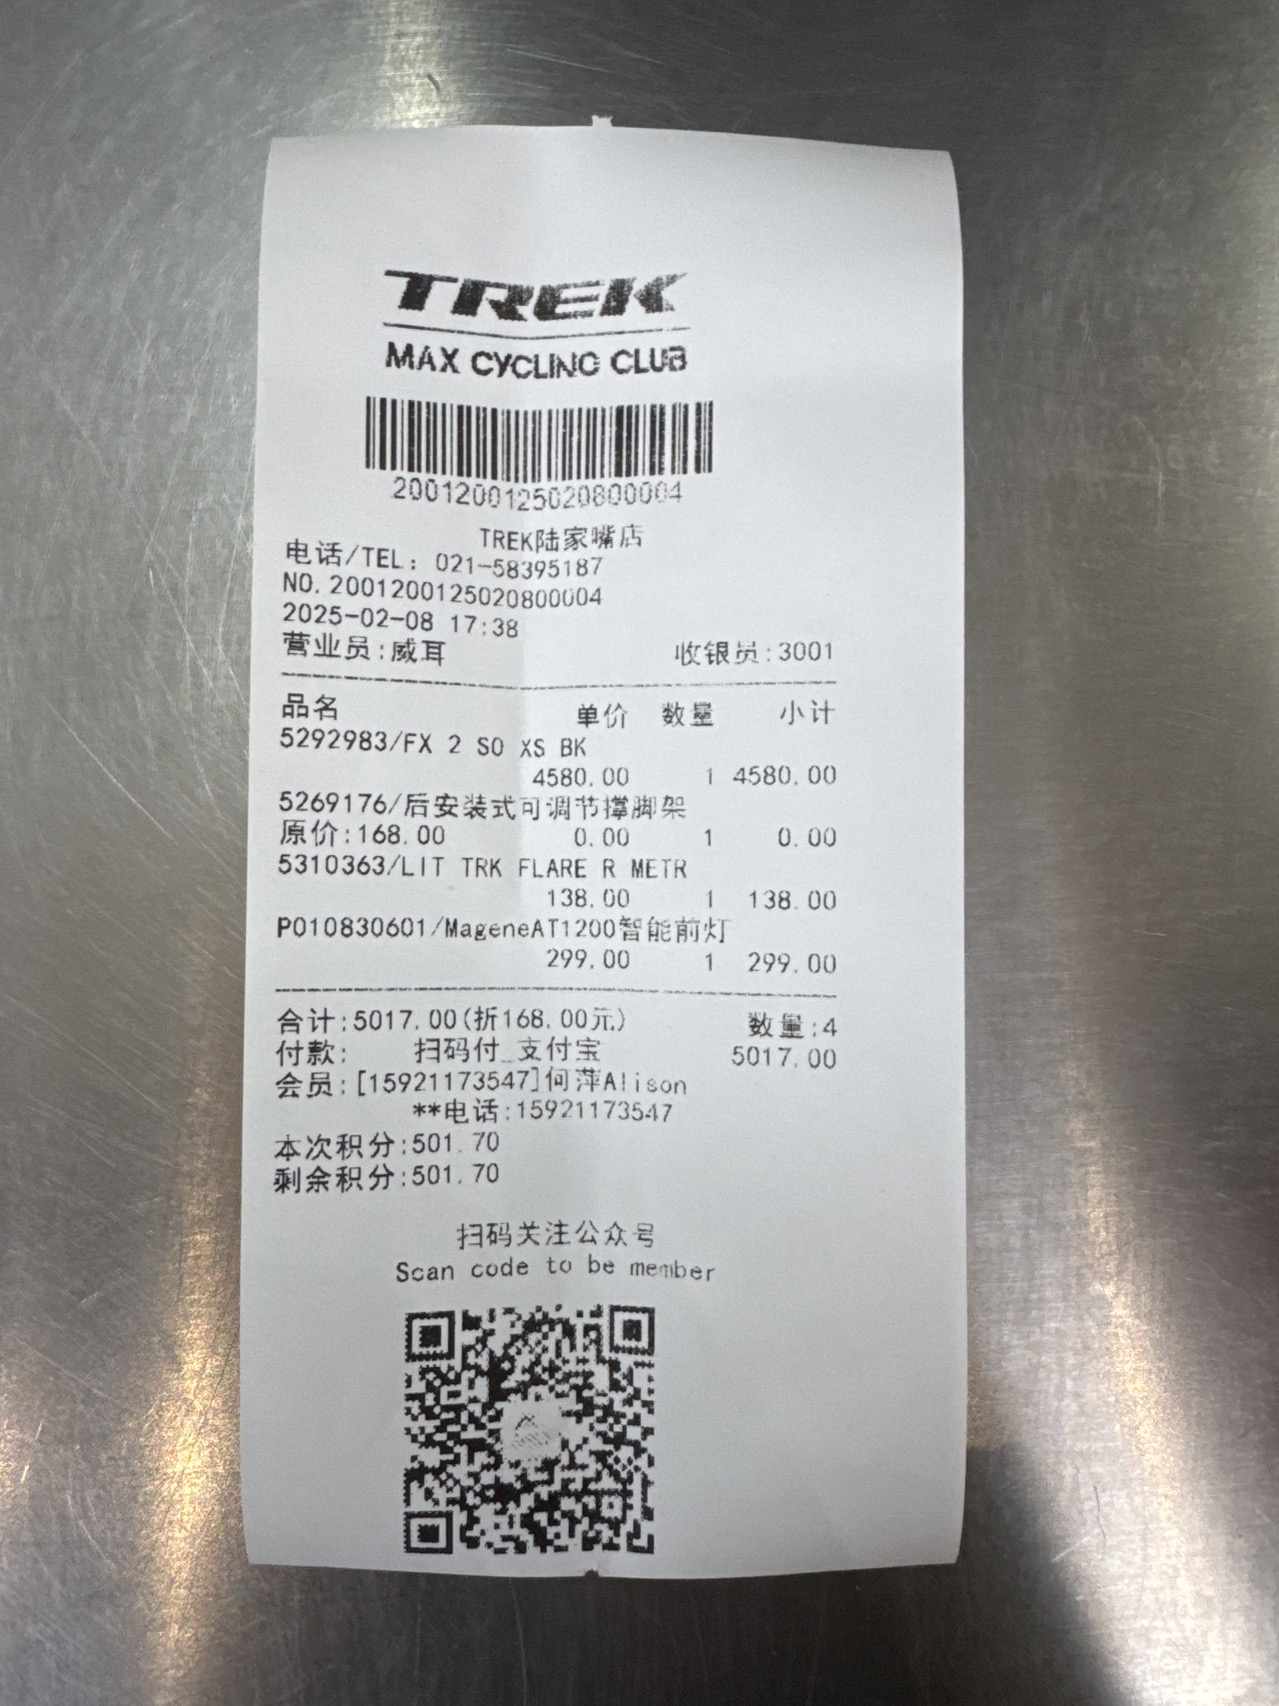 TREK
MAX CYCLING CLUB
2001200125020800004
TREK陆家嘴店
电话/TEL: 021-58395187
NO.2001200125020800004
2025-02-08 17:38
营业员:威耳 收银员:3001
品名 单价 数量 小计
5292983/FX 2 SO XS BK
4580.00 1 4580.00
5269176/后安装式可调节撑脚架
原价:168.00 0.00 1 0.00
5310363/LIT TRK FLARE R METR
138.00 1 138.00
P010830601/MageneAT1200智能前灯
299.00 1 299.00
合计:5017.00(折168.00元) 数量:4
付款: 扫码付_支付宝 5017.00
会员:[15921173547]何萍Alison
**电话:15921173547
本次积分:501.70
剩余积分:501.70
扫码关注公众号
Scan code to be member